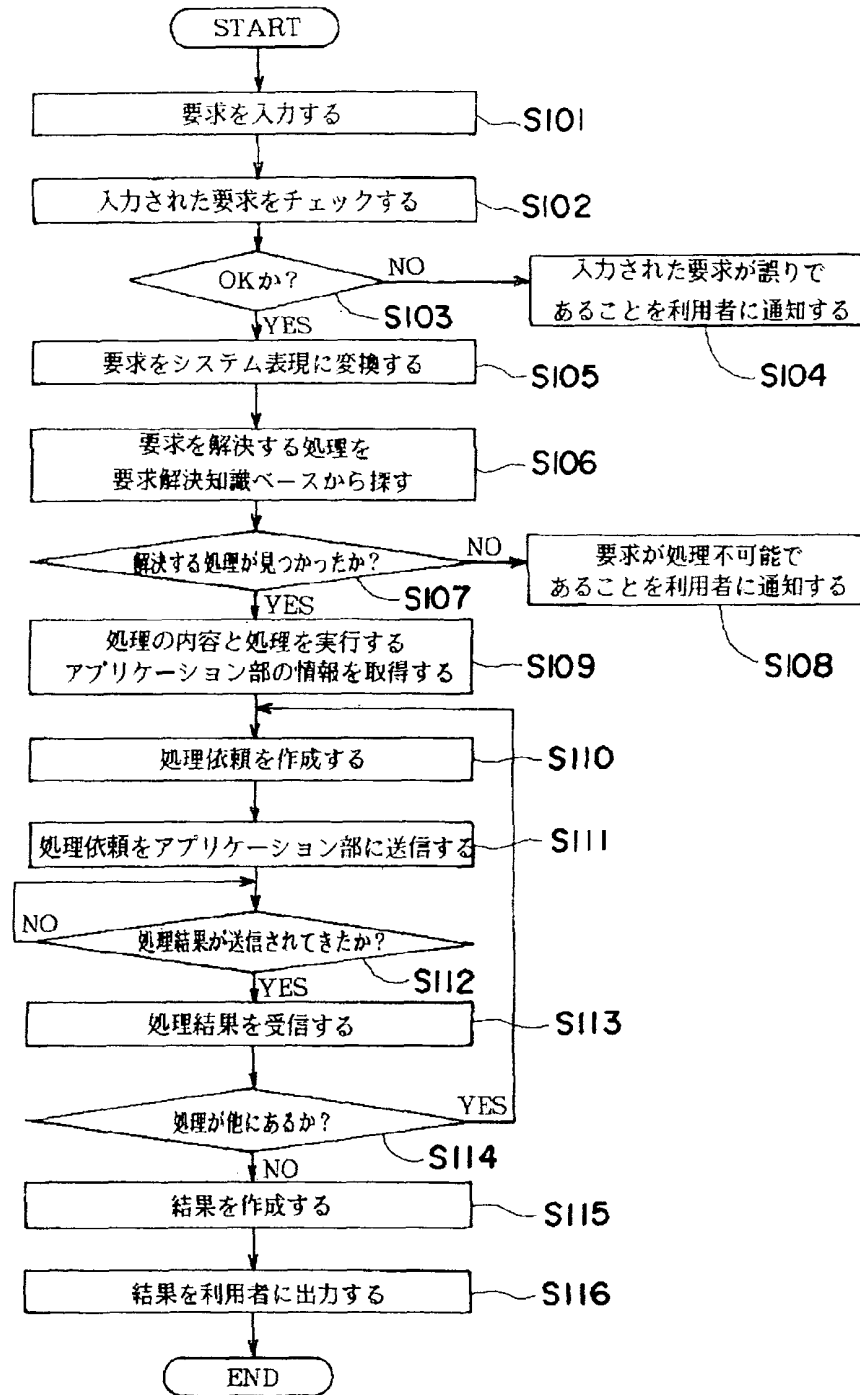 START
要求を入力する
S101
入力された要求をチェックする
S102
OKか?
NO
S103
YES
入力された要求が誤りで
あることを利用者に通知する
S104
要求をシステム表現に変換する
S105
要求を解決する処理を
要求解決知識ベースから探す
S106
解決する処理が見つかったか?
NO
S107
YES
要求が処理不可能で
あることを利用者に通知する
S108
処理の内容と処理を実行する
アプリケーション部の情報を取得する
S109
処理依頼を作成する
S110
処理依頼をアプリケーション部に送信する
S111
NO
処理結果が送信されてきたか?
S112
YES
処理結果を受信する
S113
処理が他にあるか?
YES
S114
NO
結果を作成する
S115
結果を利用者に出力する
S116
END